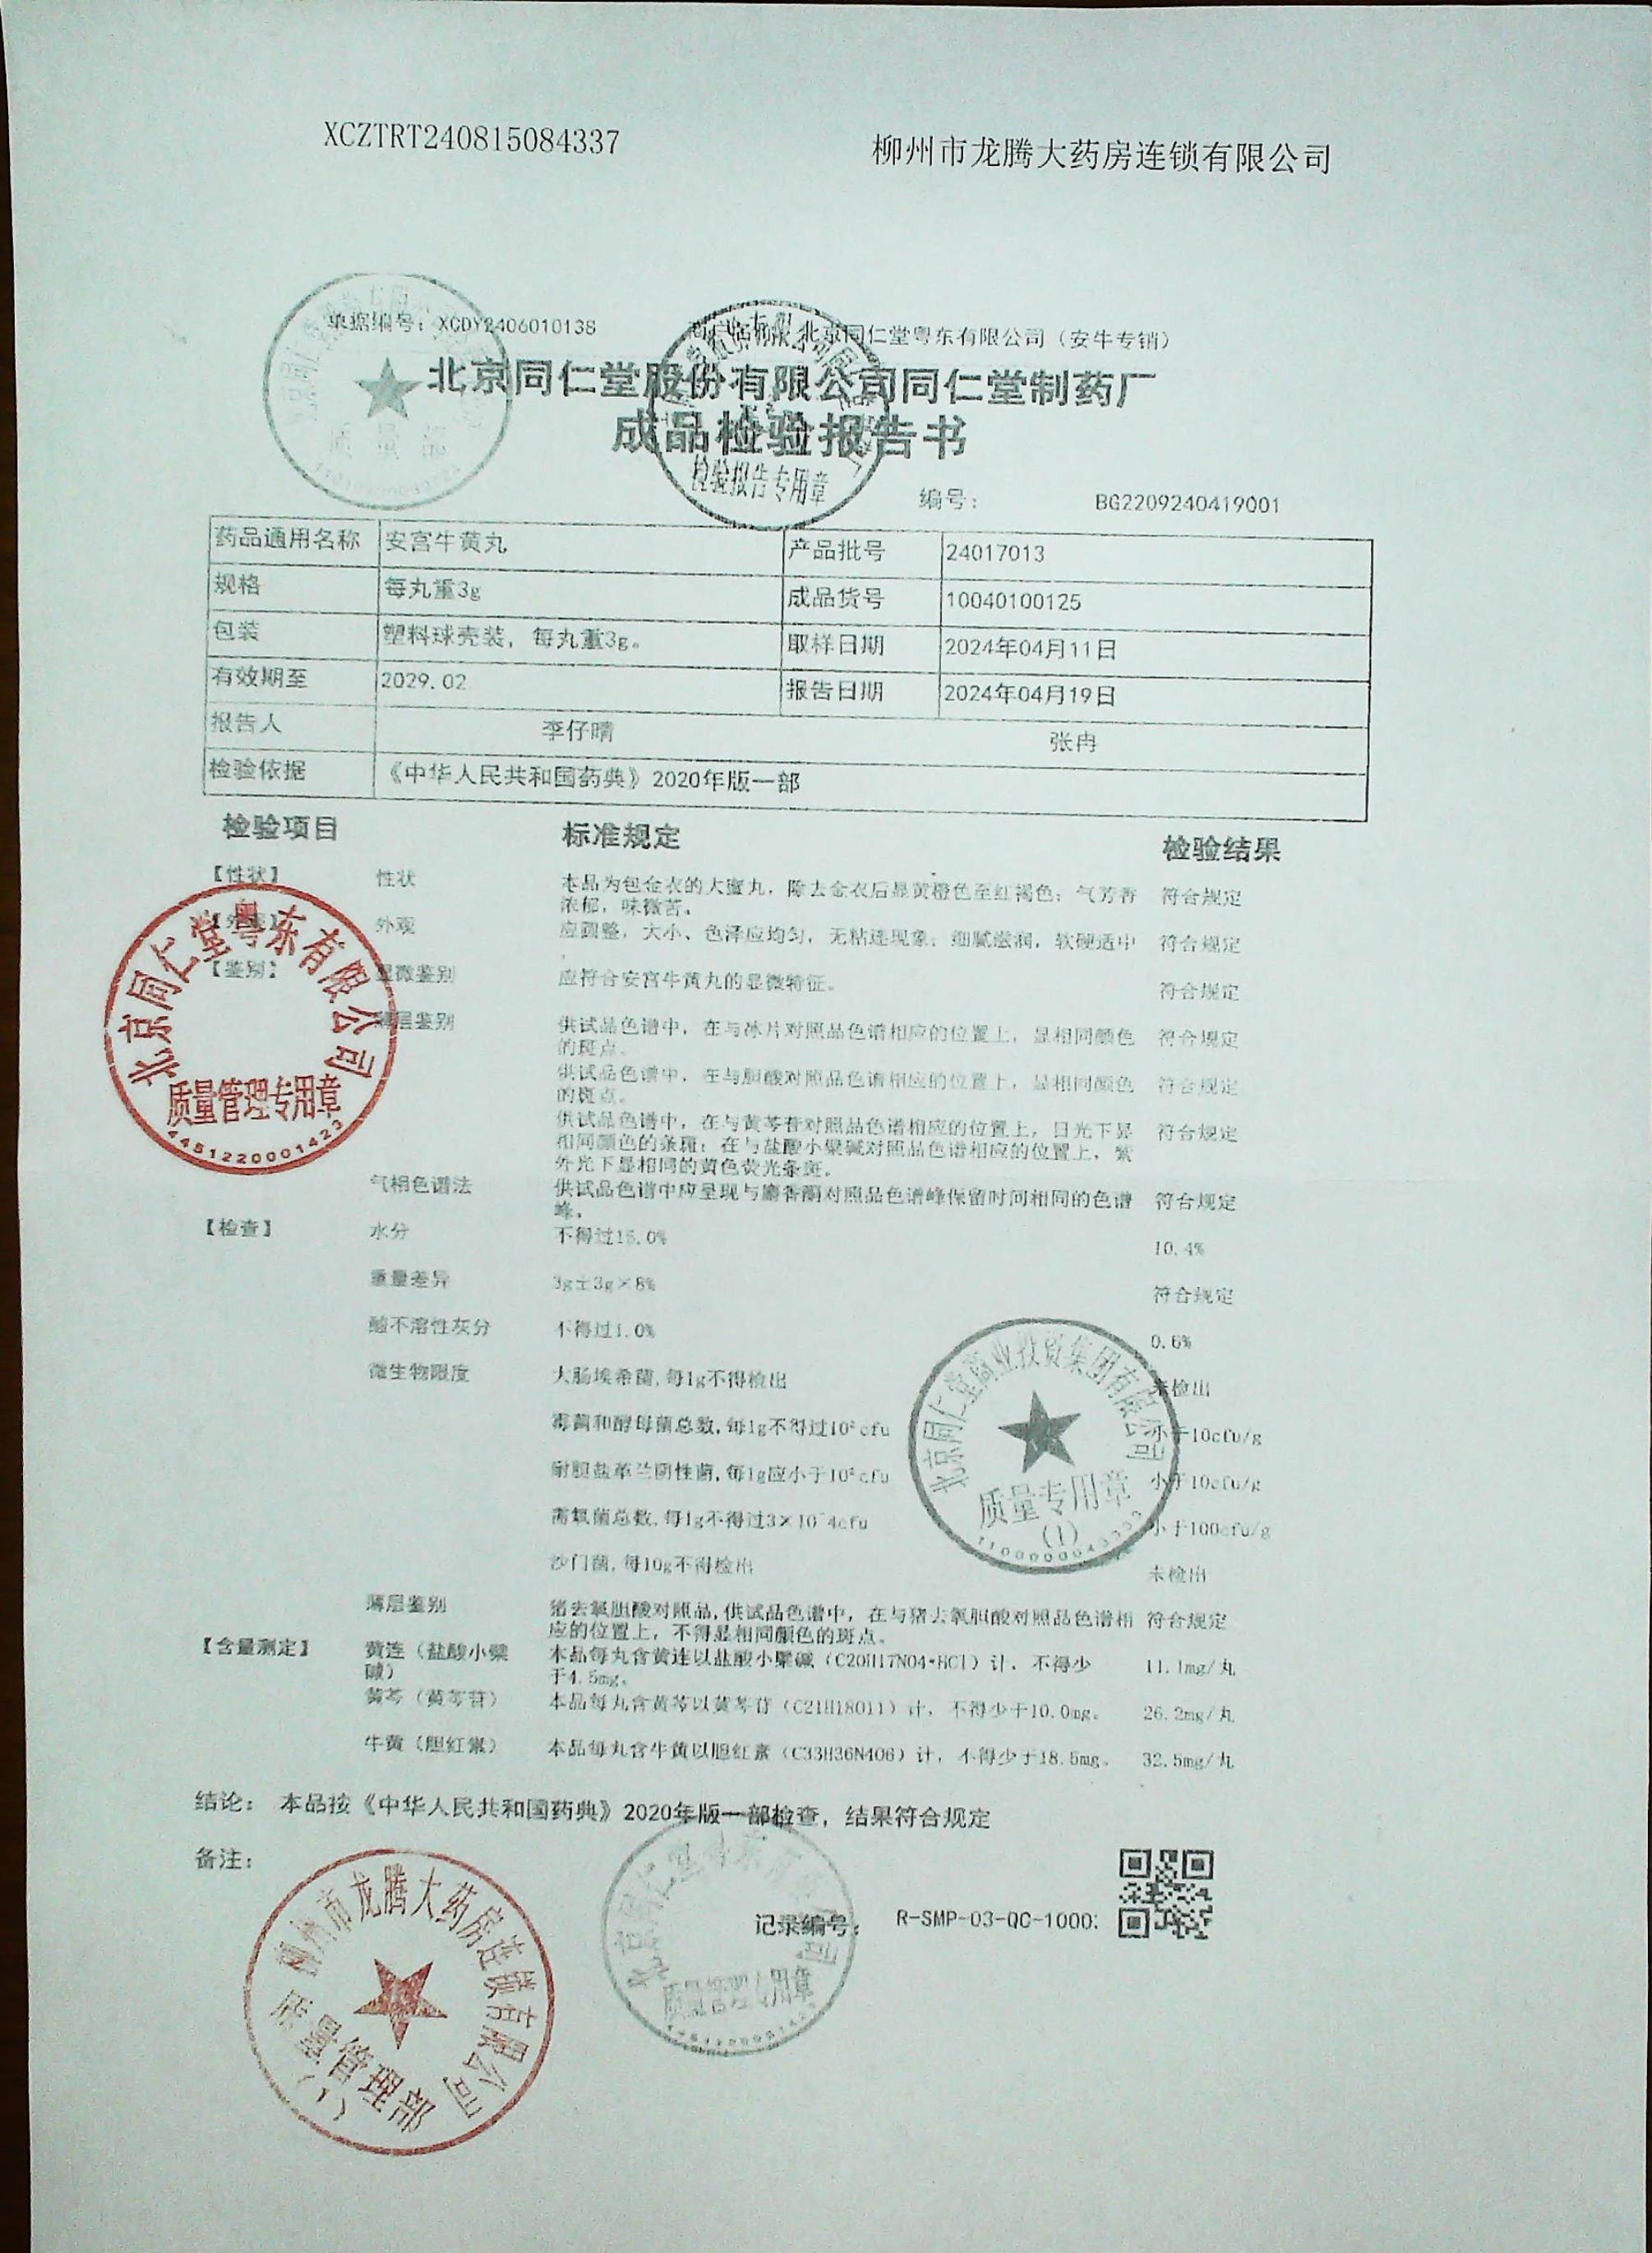 XCZTRT240815084337
柳州市龙腾大药房连锁有限公司
单据编号：XCDY2406010138
北京同仁堂粤东有限公司（安牛专销）
北京同仁堂股份有限公司同仁堂制药厂
成品检验报告书
检验报告专用章
质量部
编号： BG2209240419001
药品通用名称 安宫牛黄丸 产品批号 24017013
规格 每丸重3g 成品货号 10040100125
包装 塑料球壳装，每丸重3g。 取样日期 2024年04月11日
有效期至 2029.02 报告日期 2024年04月19日
报告人 李仔晴 张冉
检验依据 《中华人民共和国药典》2020年版一部
检验项目 标准规定 检验结果
【性状】 性状 本品为包金衣的大蜜丸，除去金衣后显黄橙色至红褐色；气芳香 符合规定
浓郁，味微苦。
外观 应圆整，大小、色泽应均匀，无粘连现象；细腻滋润，软硬适中 符合规定
【鉴别】 显微鉴别 应符合安宫牛黄丸的显微特征。 符合规定
薄层鉴别 供试品色谱中，在与冰片对照品色谱相应的位置上，显相同颜色 符合规定
的斑点。
供试品色谱中，在与胆酸对照品色谱相应的位置上，显相同颜色 符合规定
的斑点。
供试品色谱中，在与黄芩苷对照品色谱相应的位置上，日光下显 符合规定
相同颜色的条斑；在与盐酸小檗碱对照品色谱相应的位置上，紫
外光下显相同的黄色荧光条斑。
气相色谱法 供试品色谱中应呈现与麝香酮对照品色谱峰保留时间相同的色谱 符合规定
峰。
【检查】 水分 不得过15.0% 10.4%
重量差异 3g±3g×8% 符合规定
酸不溶性灰分 不得过1.0% 0.6%
微生物限度 大肠埃希菌,每1g不得检出 未检出
霉菌和酵母菌总数,每1g不得过10²cfu 小于10cfu/g
耐胆盐革兰阴性菌,每1g应小于10²cfu 小于10cfu/g
需氧菌总数,每1g不得过3×10^4cfu 小于100cfu/g
沙门菌,每10g不得检出 未检出
薄层鉴别 猪去氧胆酸对照品,供试品色谱中，在与猪去氧胆酸对照品色谱相 符合规定
应的位置上，不得显相同颜色的斑点。
【含量测定】 黄连（盐酸小檗 本品每丸含黄连以盐酸小檗碱（C20H17NO4•HCl）计，不得少 11.1mg/丸
碱） 于4.5mg。
黄芩（黄芩苷） 本品每丸含黄芩以黄芩苷（C21H18O11）计，不得少于10.0mg。 26.2mg/丸
牛黄（胆红素） 本品每丸含牛黄以胆红素（C33H36N4O6）计，不得少于18.5mg。 32.5mg/丸
结论： 本品按《中华人民共和国药典》2020年版一部检查，结果符合规定
备注：
记录编号： R-SMP-03-QC-1000
北京同仁堂粤东有限公司
质量管理专用章
4451220001423
北京同仁堂商业投资集团有限公司
质量专用章
(1)
柳州市龙腾大药房连锁有限公司
质量管理部
质量管理专用章